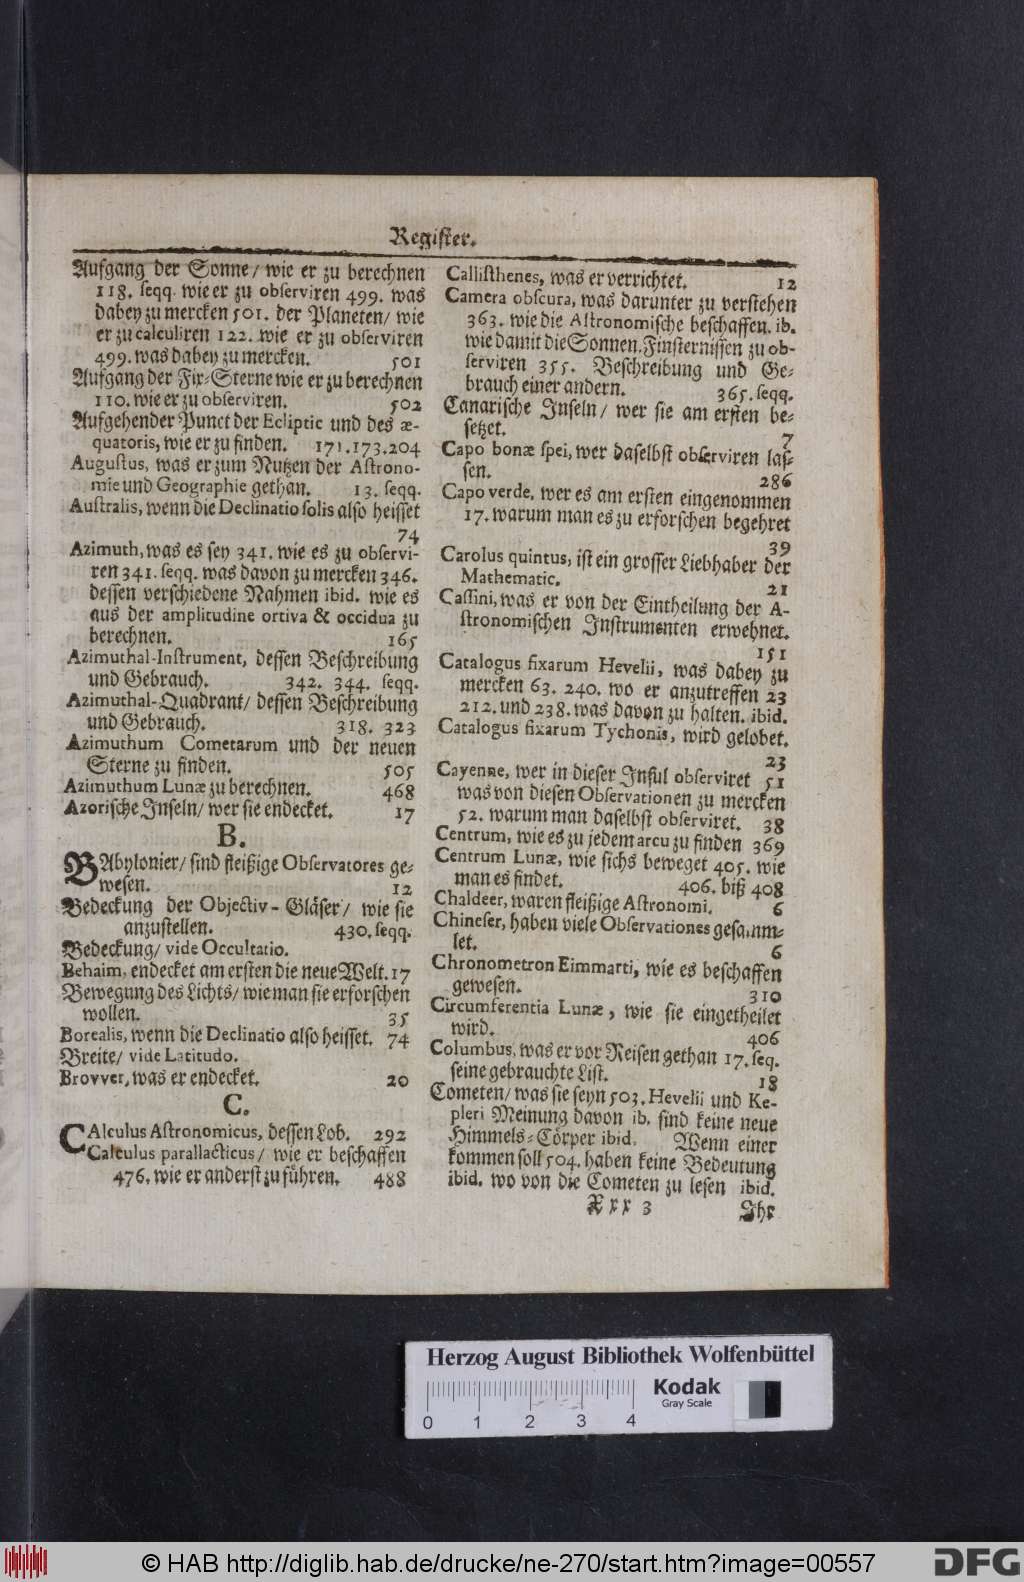 Register.
Aufgang der Sonne/ wie er zu berechnen
118. seqq. wie er zu observiren 499. was
dabey zu mercken 501. der Planeten/ wie
er zu calculiren 122. wie er zu observiren
499. was dabey zu mercken. 501
Aufgang der Fix-Sterne wie er zu berechnen
110. wie er zu observiren. 502
Aufgehender Punct der Ecliptic und des æ-
quatoris, wie er zu finden. 171. 173. 204
Augustus, was er zum Nutzen der Astrono-
mie und Geographie gethan. 13. seqq.
Australis, wenn die Declinatio solis also heisset
74
Azimuth, was es sey 341. wie es zu observi-
ren 341. seqq. was davon zu mercken 346.
dessen verschiedene Nahmen ibid. wie es
aus der amplitudine ortiva & occidua zu
berechnen. 165
Azimuthal-Instrument, dessen Beschreibung
und Gebrauch. 342. 344. seqq.
Azimuthal-Quadrant/ dessen Beschreibung
und Gebrauch. 318. 323
Azimuthum Cometarum und der neuen
Sterne zu finden. 505
Azimuthum Lunæ zu berechnen. 468
Azorische Inseln/ wer sie endecket. 17
B.
BAbylonier/ sind fleißige Observatores ge-
wesen. 12
Bedeckung der Objectiv-Gläser/ wie sie
anzustellen. 430. seqq.
Bedeckung/ vide Occultatio.
Behaim, endecket am ersten die neue Welt. 17
Bewegung des Lichts/ wie man sie erforschen
wollen. 35
Borealis, wenn die Declinatio also heisset. 74
Breite/ vide Latitudo.
Brovver, was er endecket. 20
C.
CAlculus Astronomicus, dessen Lob. 292
Calculus parallacticus/ wie er beschaffen
476. wie er anderst zu führen. 488
Callisthenes, was er verrichtet. 12
Camera obscura, was darunter zu verstehen
363. wie die Astronomische beschaffen. ib.
wie damit die Sonnen-Finsternissen zu ob-
serviren 355. Beschreibung und Ge-
brauch einer andern. 365. seqq.
Canarische Inseln/ wer sie am ersten be-
setzet. 7
Capo bonæ spei, wer daselbst observiren las-
sen. 286
Capo verde, wer es am ersten eingenommen
17. warum man es zu erforschen begehret
39
Carolus quintus, ist ein grosser Liebhaber der
Mathematic. 21
Cassini, was er von der Eintheilung der A-
stronomischen Instrumenten erwehnet.
151
Catalogus fixarum Hevelii, was dabey zu
mercken 63. 240. wo er anzutreffen 23
212. und 238. was davon zu halten. ibid.
Catalogus fixarum Tychonis, wird gelobet.
23
Cayenne, wer in dieser Insul observiret 51
was von diesen Observationen zu mercken
52. warum man daselbst observiret. 38
Centrum, wie es zu jedem arcu zu finden 369
Centrum Lunæ, wie sichs beweget 405. wie
man es findet. 406. biß 408
Chaldeer, waren fleißige Astronomi. 6
Chineser, haben viele Observationes gesamm-
let. 6
Chronometron Eimmarti, wie es beschaffen
gewesen. 310
Circumferentia Lunæ, wie sie eingetheilet
wird. 406
Columbus, was er vor Reisen gethan 17. seq.
seine gebrauchte List. 18
Cometen/ was sie seyn 503. Hevelii und Ke-
pleri Meinung davon ib. sind keine neue
Himmels-Cörper ibid. Wenn einer
kommen soll 504. haben keine Bedeutung
ibid. wo von die Cometen zu lesen ibid.
Xxx 3 Ihr
Herzog August Bibliothek Wolfenbüttel
Kodak
Gray Scale
0 1 2 3 4
© HAB http://diglib.hab.de/drucke/ne-270/start.htm?image=00557
DFG